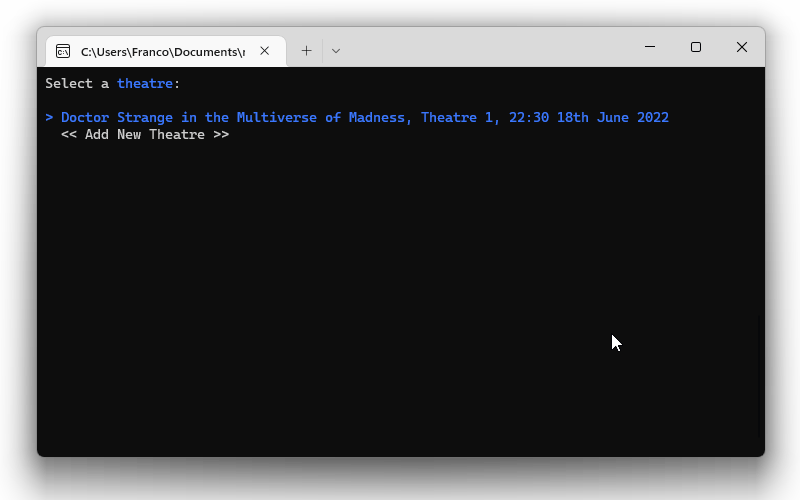 C:\Users\Franco\Documents\r
Select a theatre:
> Doctor Strange in the Multiverse of Madness, Theatre 1, 22:30 18th June 2022
<< Add New Theatre >>